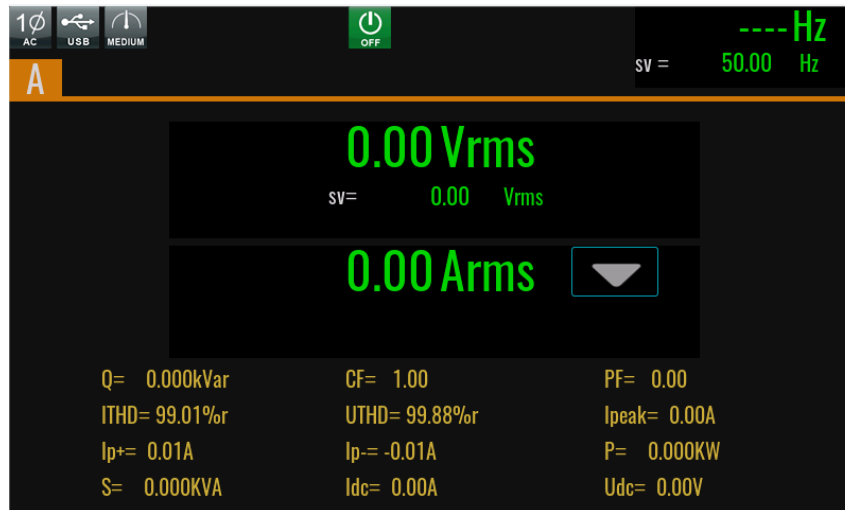 1Ø AC USB MEDIUM OFF ----Hz
sv = 50.00 Hz
A
0.00 Vrms
sv= 0.00 Vrms
0.00 Arms
Q= 0.000kVar CF= 1.00 PF= 0.00
ITHD= 99.01%r UTHD= 99.88%r Ipeak= 0.00A
Ip+= 0.01A Ip-= -0.01A P= 0.000KW
S= 0.000KVA Idc= 0.00A Udc= 0.00V